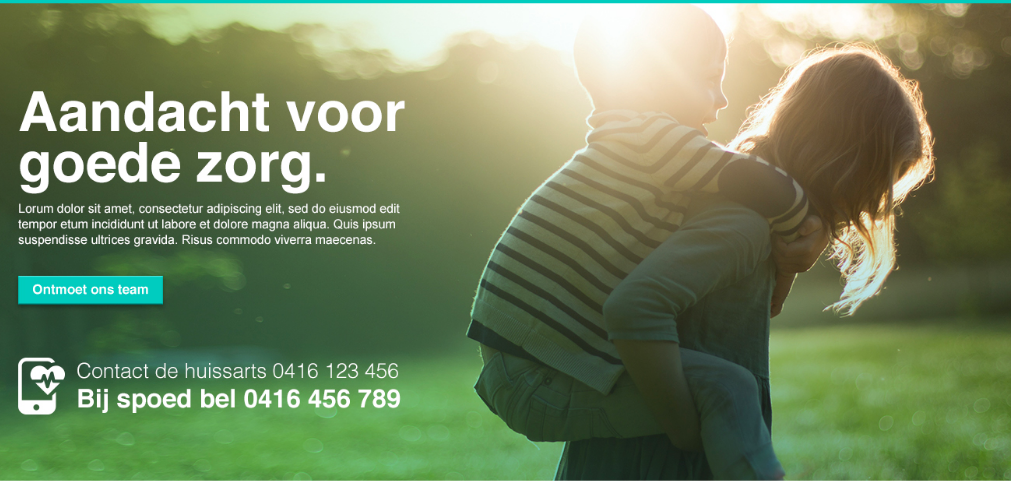 Aandacht voor
goede zorg.
Lorum dolor sit amet, consectetur adipiscing elit, sed do eiusmod edit
tempor etum incididunt ut labore et dolore magna aliqua. Quis ipsum
suspendisse ultrices gravida. Risus commodo viverra maecenas.
Ontmoet ons team
Contact de huissarts 0416 123 456
Bij spoed bel 0416 456 789